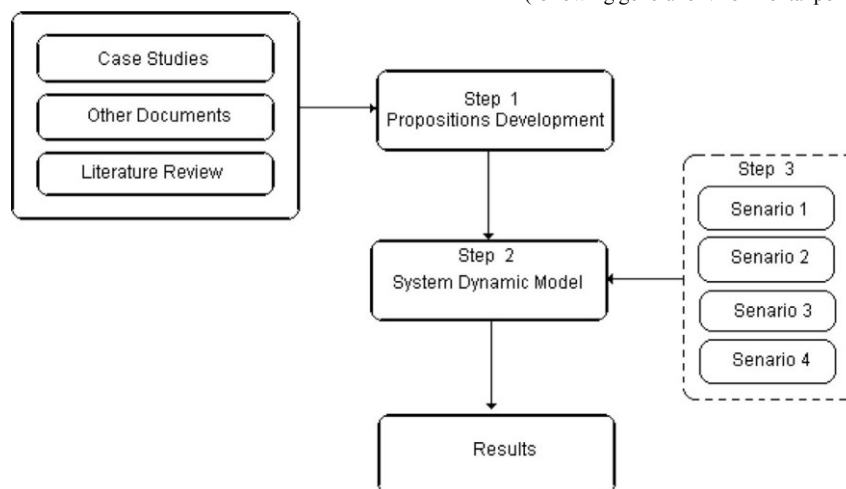 Case Studies
Other Documents
Literature Review
Step 1
Propositions Development
Step 2
System Dynamic Model
Step 3
Senario 1
Senario 2
Senario 3
Senario 4
Results